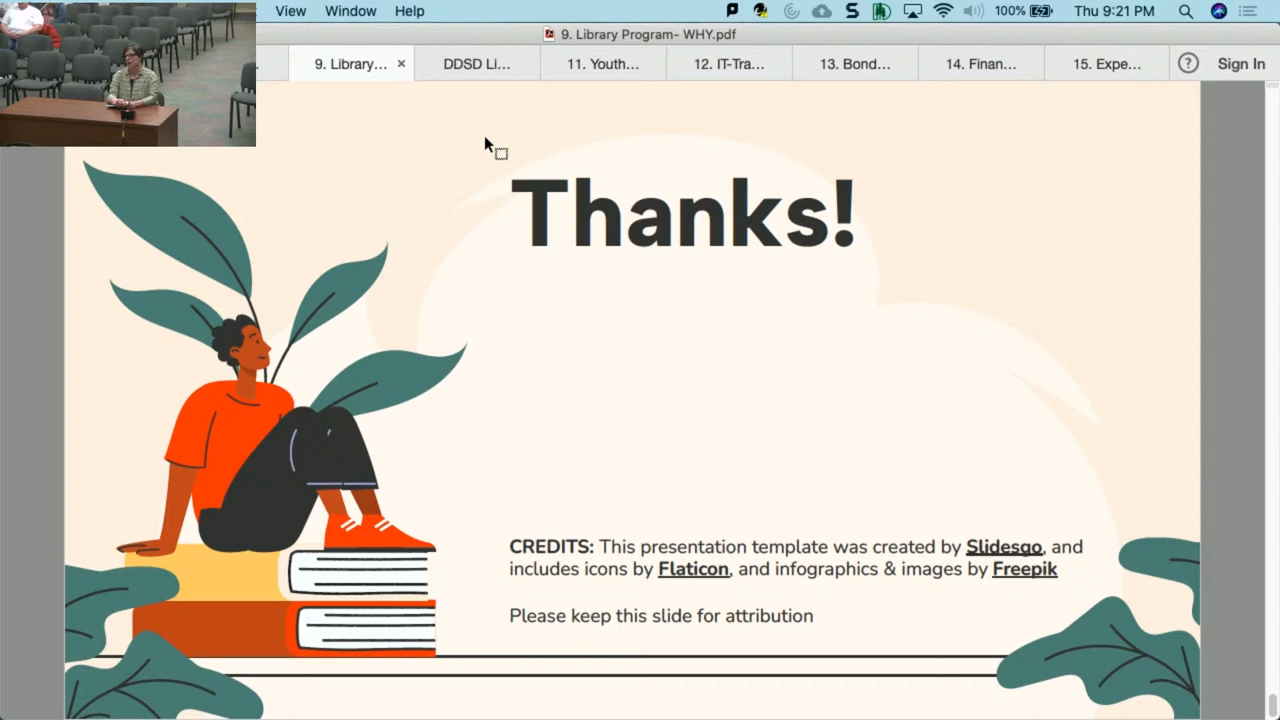 View Window Help
100% Thu 9:21 PM
9. Library Program- WHY.pdf
9. Library... × DDSD Li... 11. Youth... 12. IT-Tra... 13. Bond... 14. Finan... 15. Expe... ? Sign In
Thanks!
CREDITS: This presentation template was created by Slidesgo, and
includes icons by Flaticon, and infographics & images by Freepik
Please keep this slide for attribution